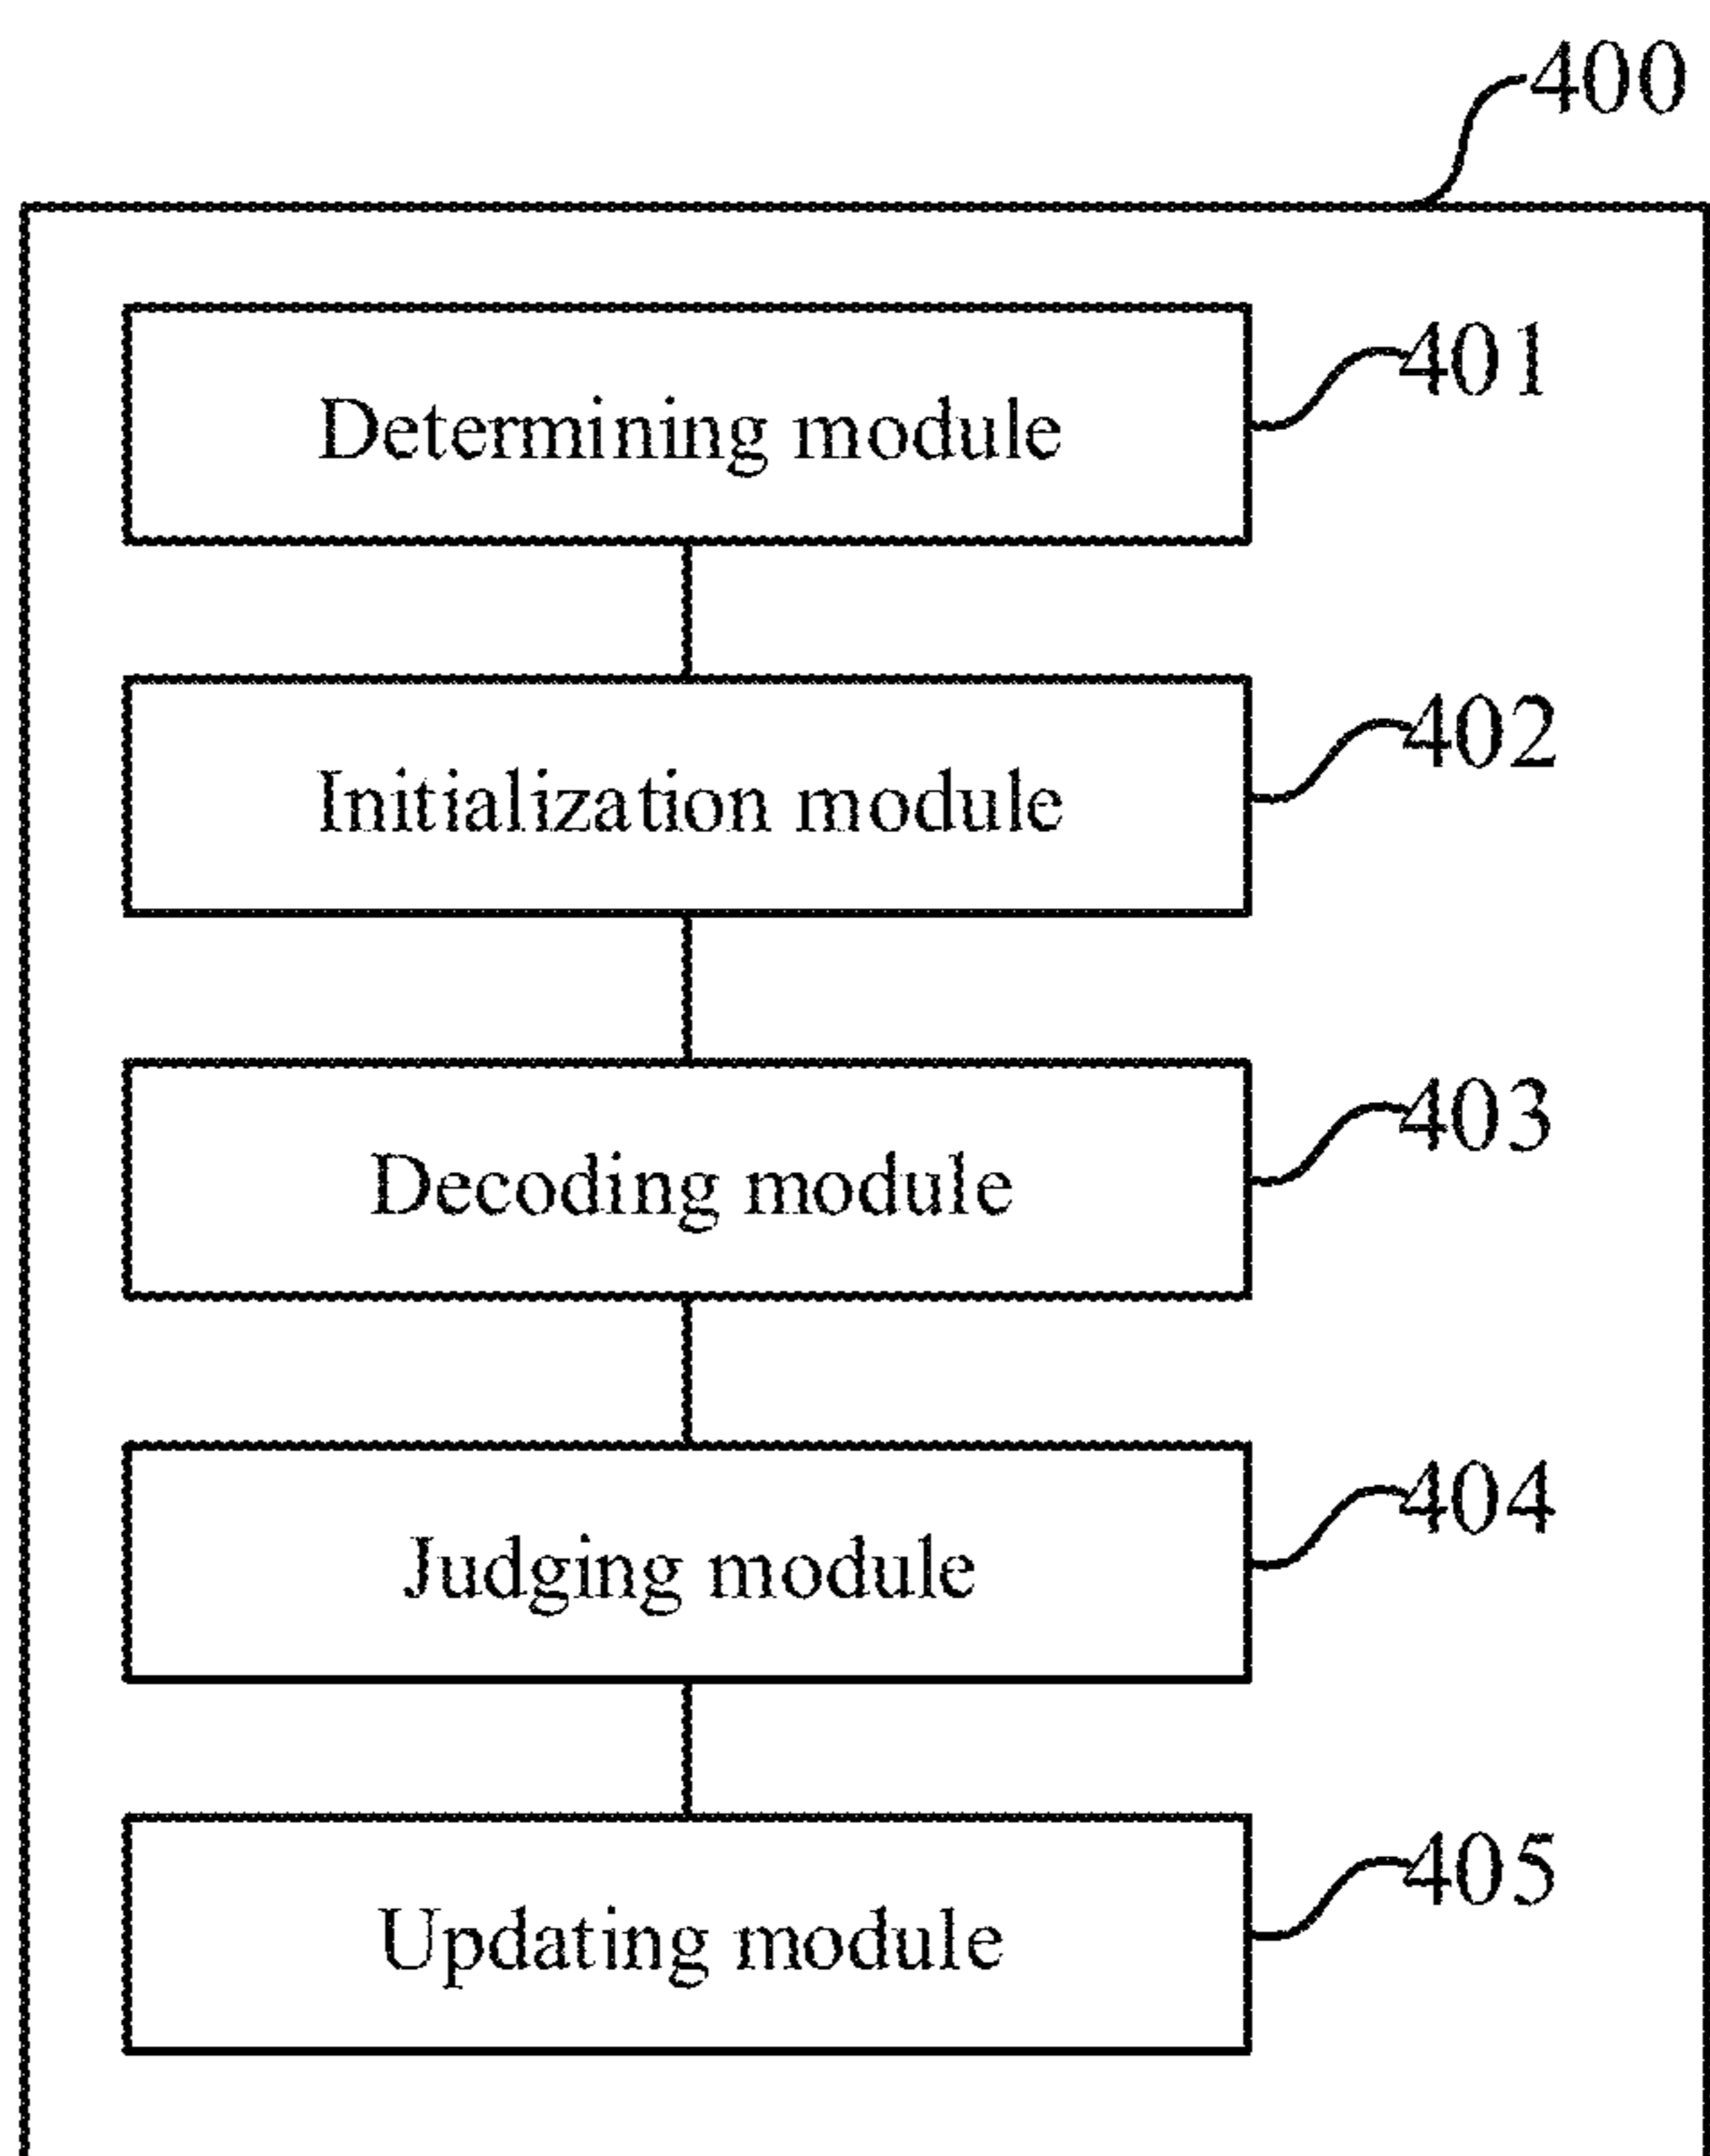 400
Determining module
401
Initialization module
402
Decoding module
403
Judging module
404
Updating module
405